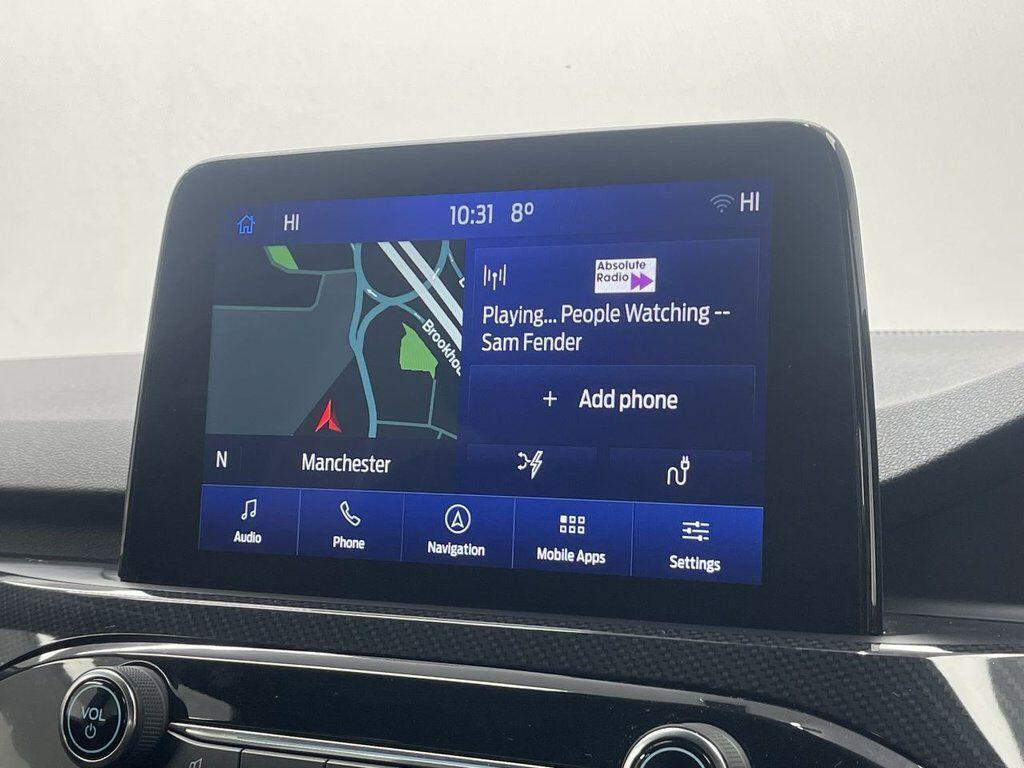 HI
10:31 8°
HI
Absolute
Radio
Playing... People Watching --
Sam Fender
+ Add phone
N
Manchester
Audio
Phone
Navigation
Mobile Apps
Settings
VOL